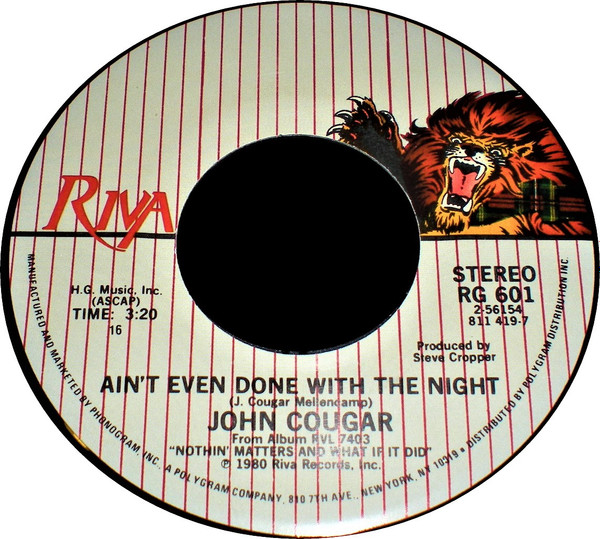 RIVA
STEREO
RG 601
2-56154
811 419-7
H.G. Music, Inc.
(ASCAP)
TIME: 3:20
16
Produced by
Steve Cropper
AIN'T EVEN DONE WITH THE NIGHT
(J. Cougar Mellencamp)
JOHN COUGAR
From Album RVL 7403
"NOTHIN' MATTERS AND WHAT IF IT DID"
℗ 1980 Riva Records, Inc.
MANUFACTURED AND MARKETED BY PHONOGRAM, INC., A POLYGRAM COMPANY, 810 7TH AVE., NEW YORK, NY 10019 • DISTRIBUTED BY POLYGRAM DISTRIBUTION INC.